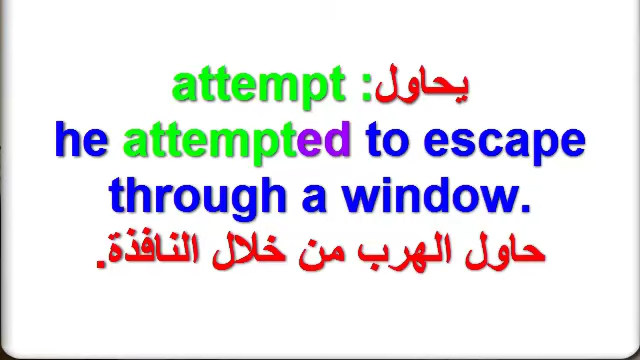 attempt :يحاول
he attempted to escape
through a window.
حاول الهرب من خلال النافذة.